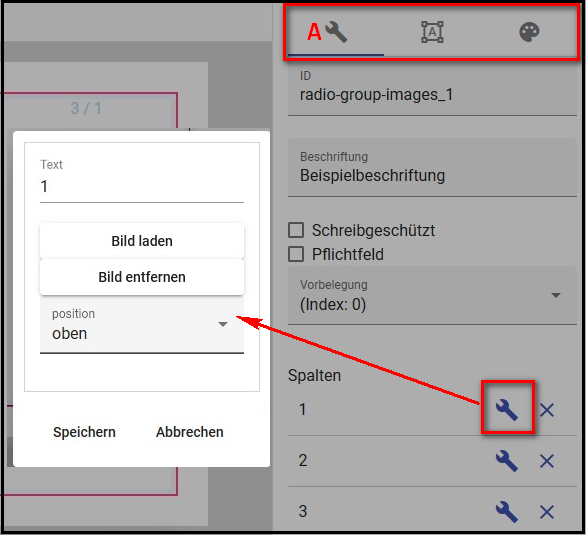 A
3 / 1
ID
radio-group-images_1
Beschriftung
Beispielbeschriftung
Schreibgeschützt
Pflichtfeld
Vorbelegung
(Index: 0)
Spalten
1
2
3
Text
1
Bild laden
Bild entfernen
position
oben
Speichern Abbrechen